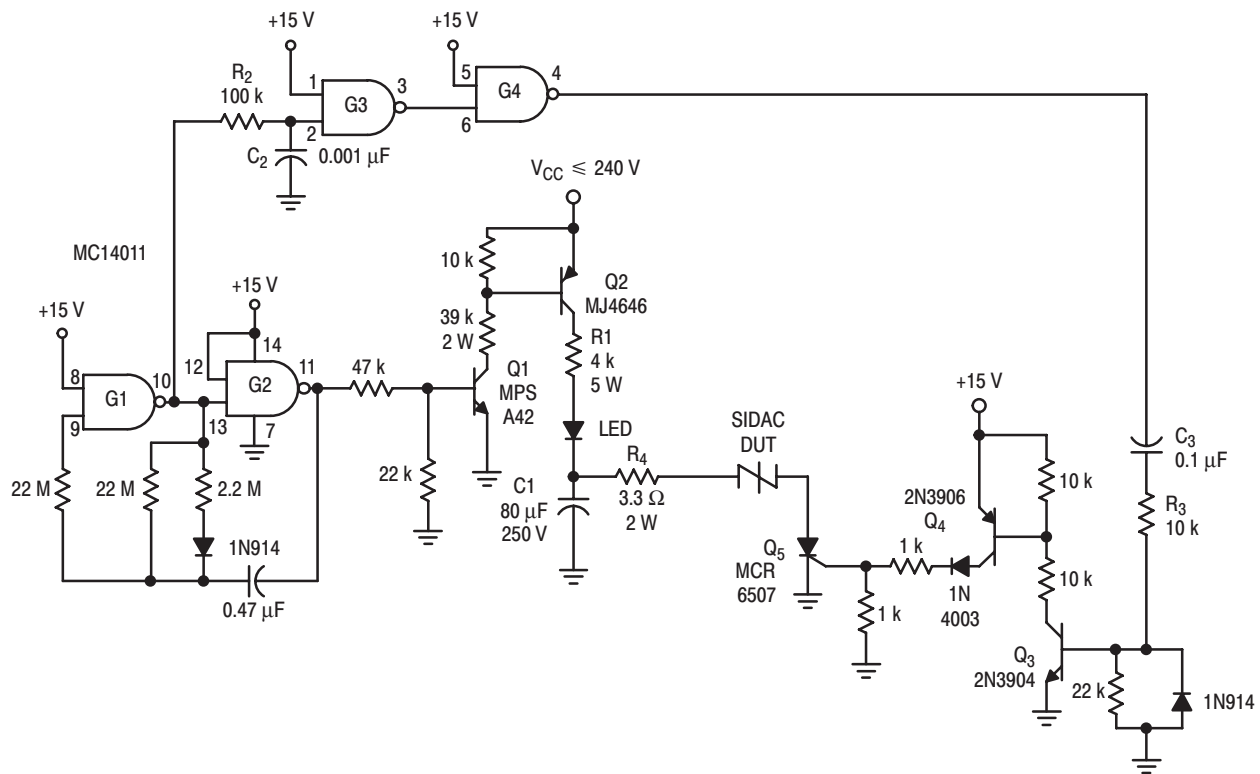 +15 V
+15 V
R2
100 k
1
2
G3
3
5
6
G4
4
C2
0.001 µF
VCC ≤ 240 V
MC14011
+15 V
+15 V
10 k
Q2
MJ4646
39 k
2 W
R1
4 k
5 W
8
9
G1
10
12
14
G2
11
13
7
47 k
Q1
MPS
A42
22 M
22 M
2.2 M
1N914
0.47 µF
22 k
LED
C1
80 µF
250 V
R4
3.3 Ω
2 W
SIDAC
DUT
+15 V
C3
0.1 µF
R3
10 k
2N3906
Q4
10 k
10 k
Q5
MCR
6507
1 k
1 k
1N
4003
Q3
2N3904
22 k
1N914